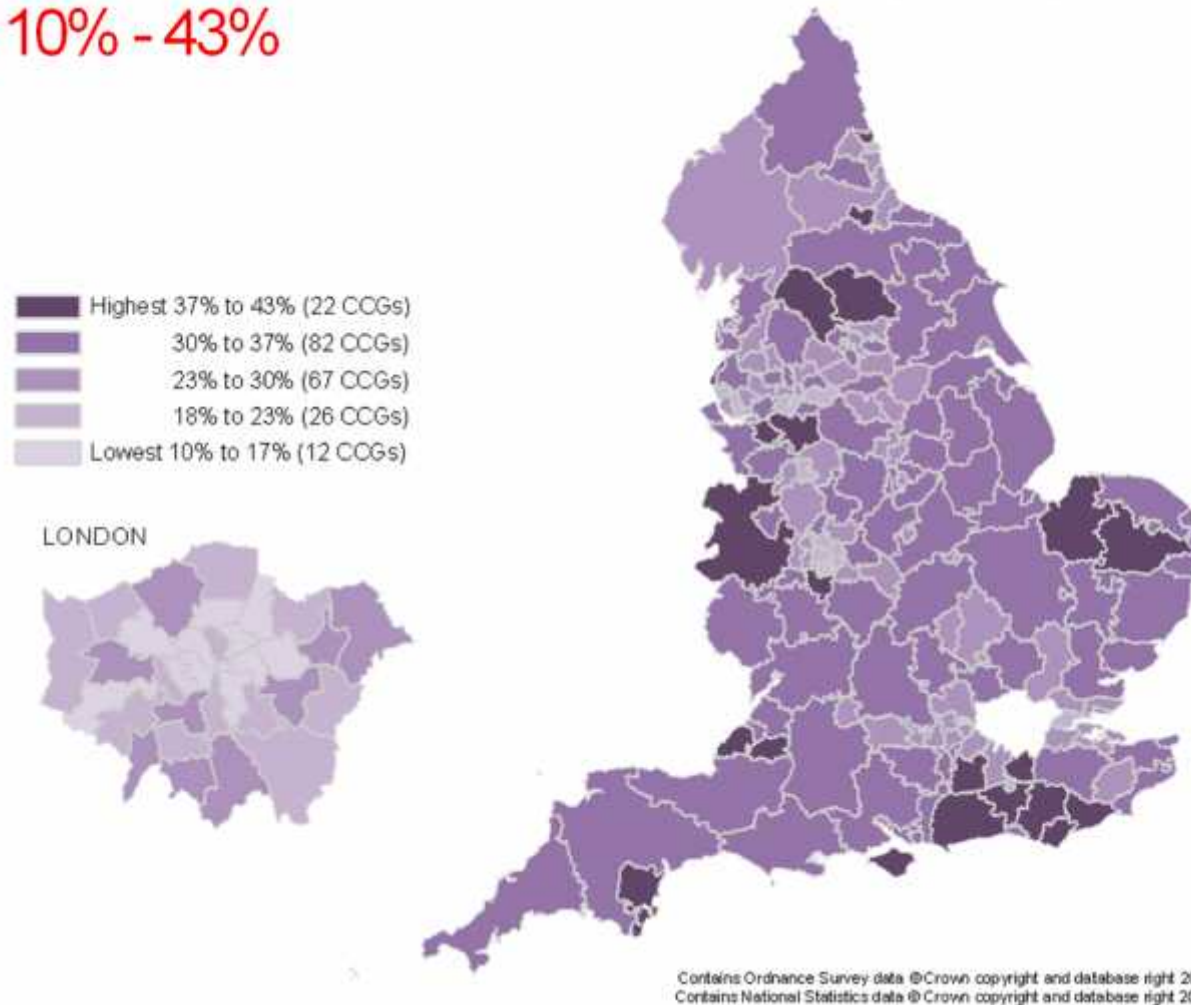 10% - 43%
Highest 37% to 43% (22 CCGs)
30% to 37% (82 CCGs)
23% to 30% (67 CCGs)
18% to 23% (26 CCGs)
Lowest 10% to 17% (12 CCGs)
LONDON
Contains Ordnance Survey data © Crown copyright and database right
Contains National Statistics data © Crown copyright and database right